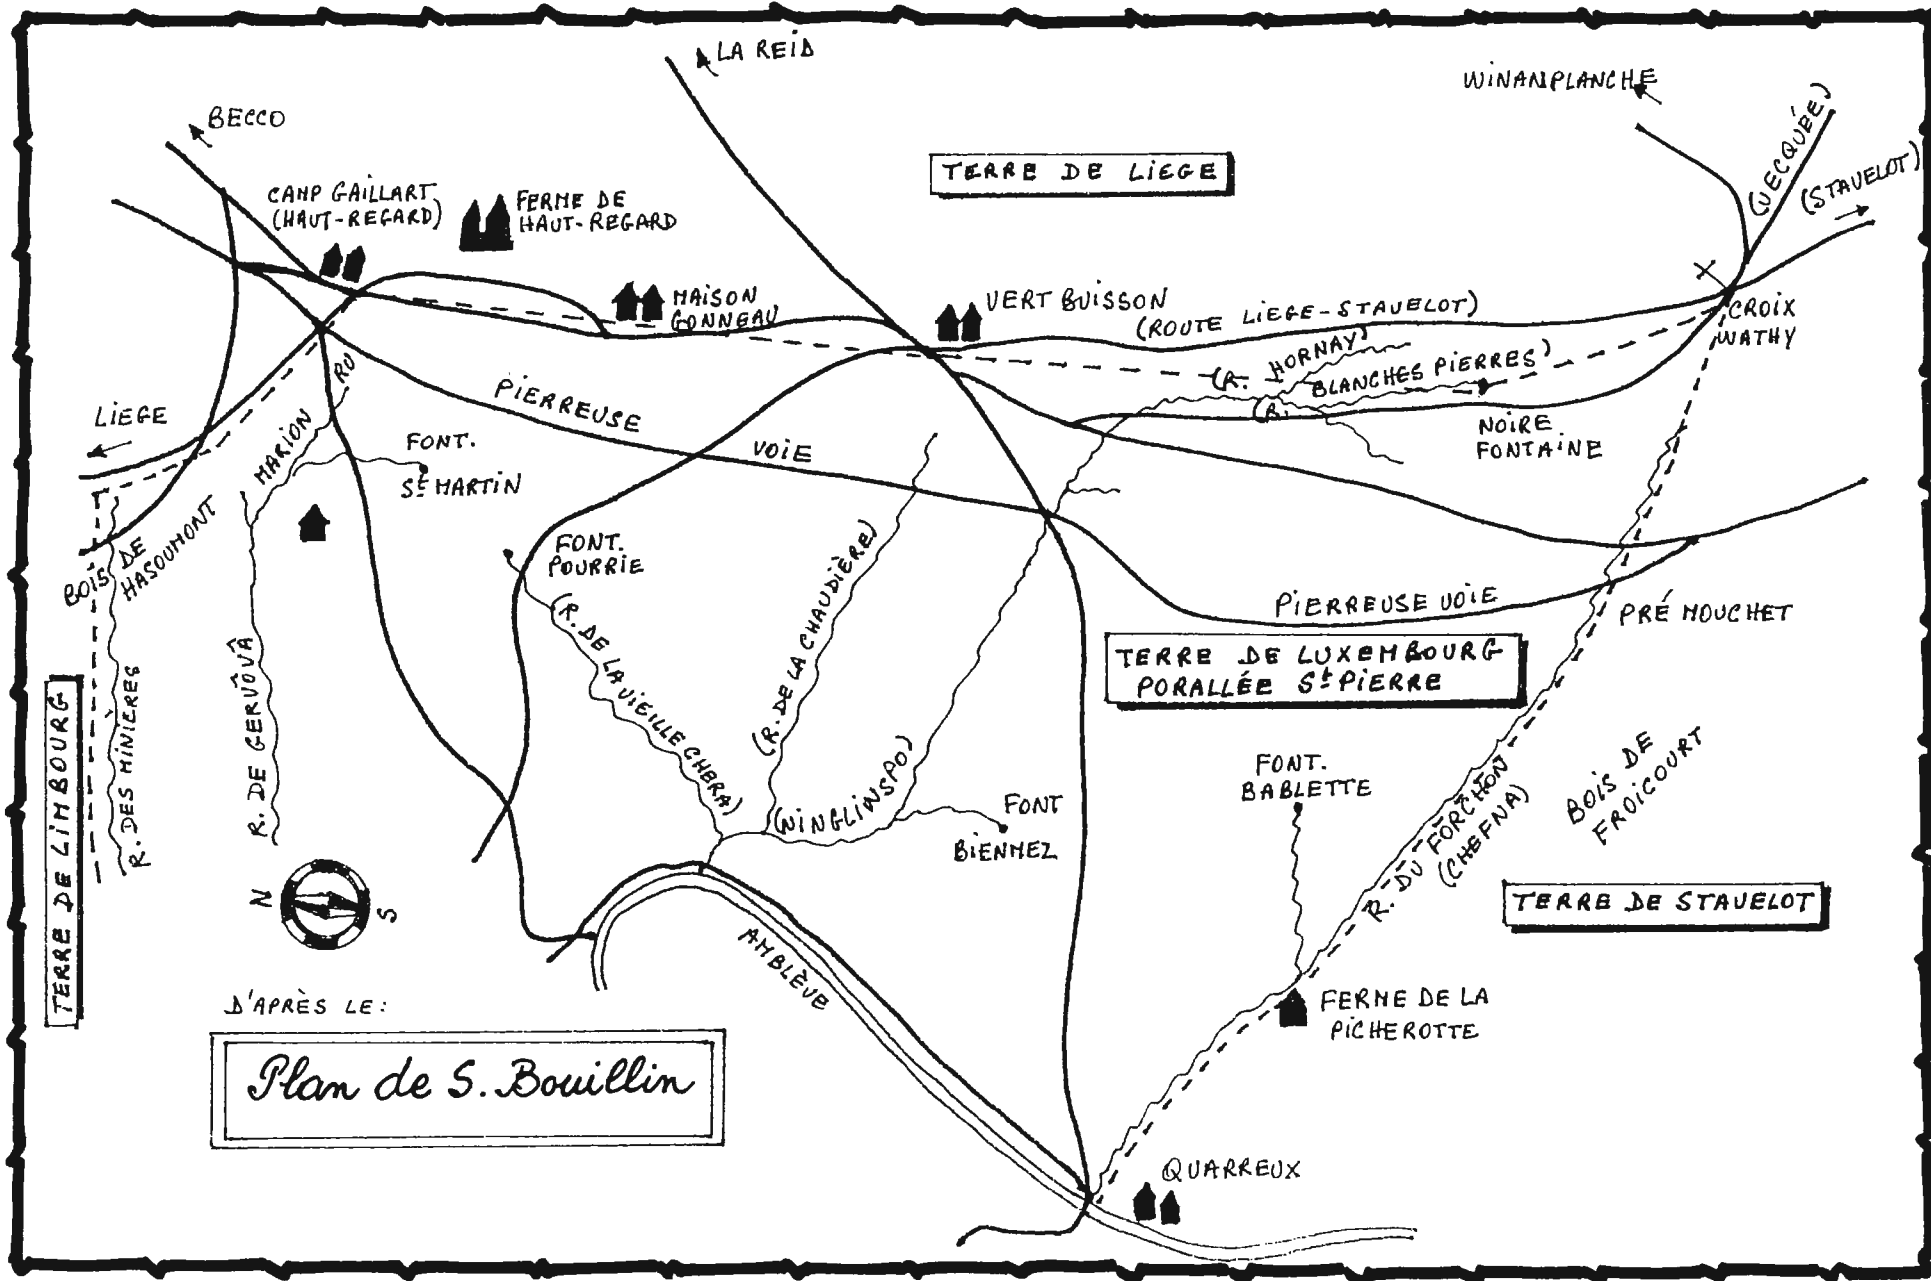 LA REID
WINANPLANCHE
BECCO
(VECQUÉE)
(STAVELOT)
TERRE DE LIEGE
CAMP GAILLART
(HAUT-REGARD)
FERME DE
HAUT-REGARD
MAISON
GONNEAU
VERT BUISSON
(ROUTE LIEGE-STAVELOT)
CROIX
WATHY
(R. HORNAY)
(R. BLANCHES PIERRES)
NOIRE
FONTAINE
LIEGE
MARION RU
PIERREUSE VOIE
FONT.
St MARTIN
BOIS DE
HASOUMONT
FONT.
POURRIE
(R. DE LA CHAUDIÈRE)
PIERREUSE VOIE
PRÉ MOUCHET
TERRE DE LUXEMBOURG
PORALLÉE St PIERRE
(R. DE LA VIEILLE CHERA)
R. DE GERVÔVÂ
R. DES MINIÈRES
TERRE DE LIMBOURG
(NINGLINSPO)
FONT
BIENMEZ
FONT.
BABLETTE
R. DU FORCHON
(CHEFNA)
BOIS DE
FROICOURT
TERRE DE STAVELOT
N
S
AMBLÈVE
FERME DE LA
PICHEROTTE
D'APRÈS LE:
Plan de S. Bouillin
QUARREUX